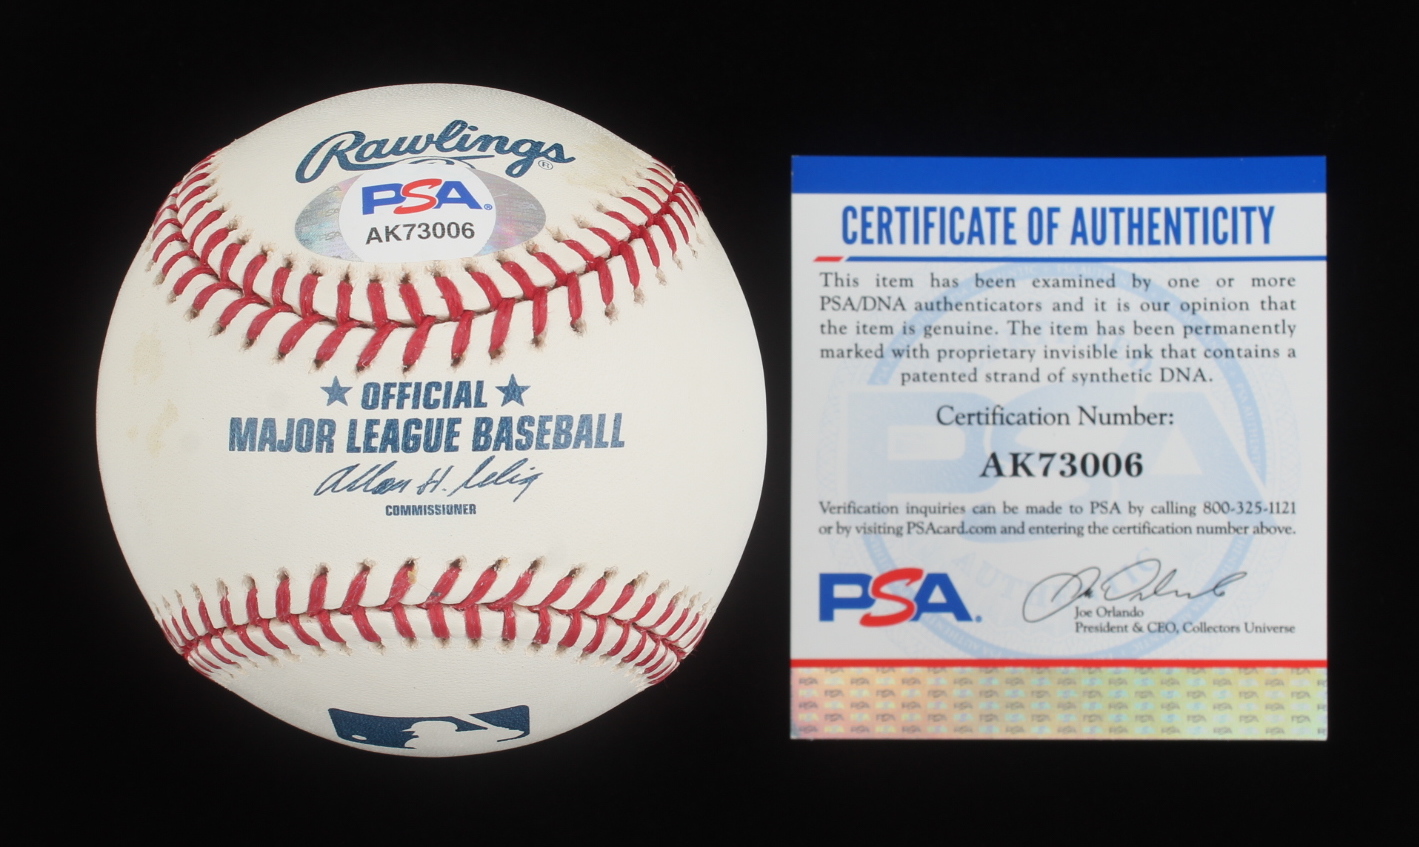 Rawlings®
PSA®
AK73006
★ OFFICIAL ★
MAJOR LEAGUE BASEBALL
Allan H. Selig
COMMISSIONER
CERTIFICATE OF AUTHENTICITY
This item has been examined by one or more
PSA/DNA authenticators and it is our opinion that
the item is genuine. The item has been permanently
marked with proprietary invisible ink that contains a
patented strand of synthetic DNA.
Certification Number:
AK73006
Verification inquiries can be made to PSA by calling 800-325-1121
or by visiting PSAcard.com and entering the certification number above.
PSA.
Joe Orlando
Joe Orlando
President & CEO, Collectors Universe